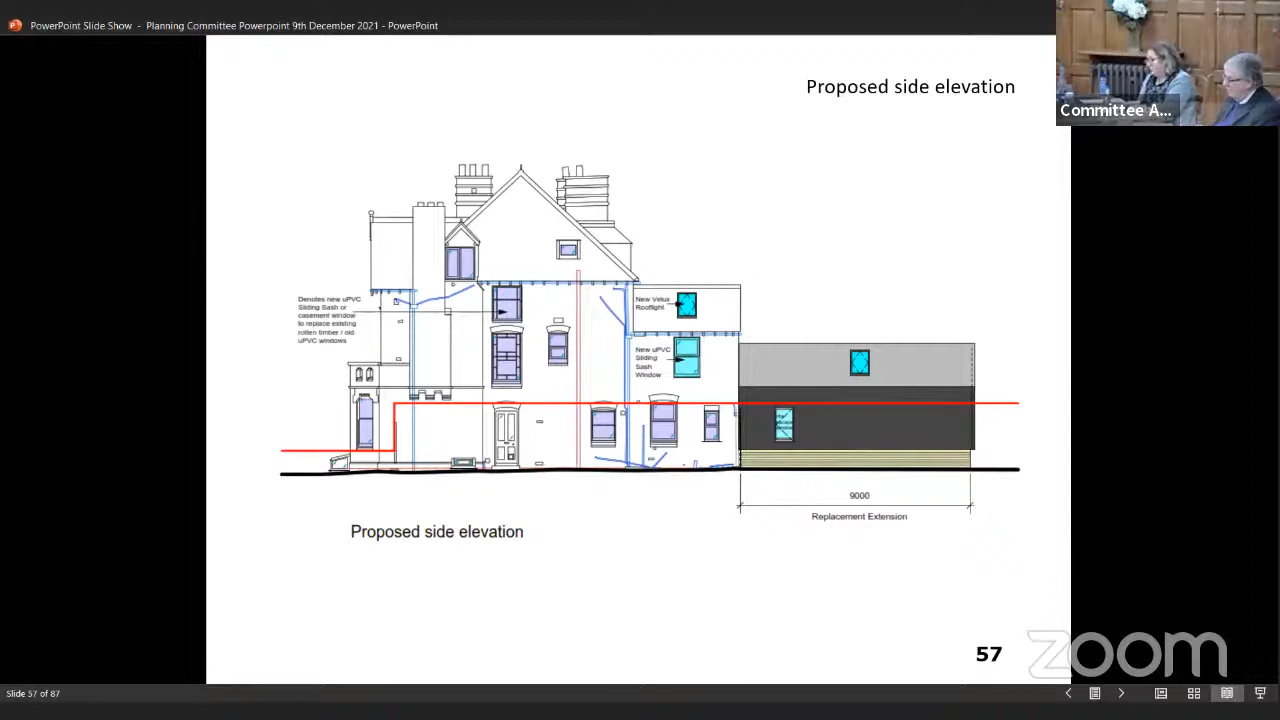 PowerPoint Slide Show - Planning Committee Powerpoint 9th December 2021 - PowerPoint
Committee A...
Proposed side elevation
Denotes new uPVC
Sliding Sash or
casement window
to replace existing
rotten timber / old
uPVC windows
New Velux
Rooflight
New uPVC
Sliding
Sash
Window
9000
Replacement Extension
Proposed side elevation
57
zoom
Slide 57 of 87